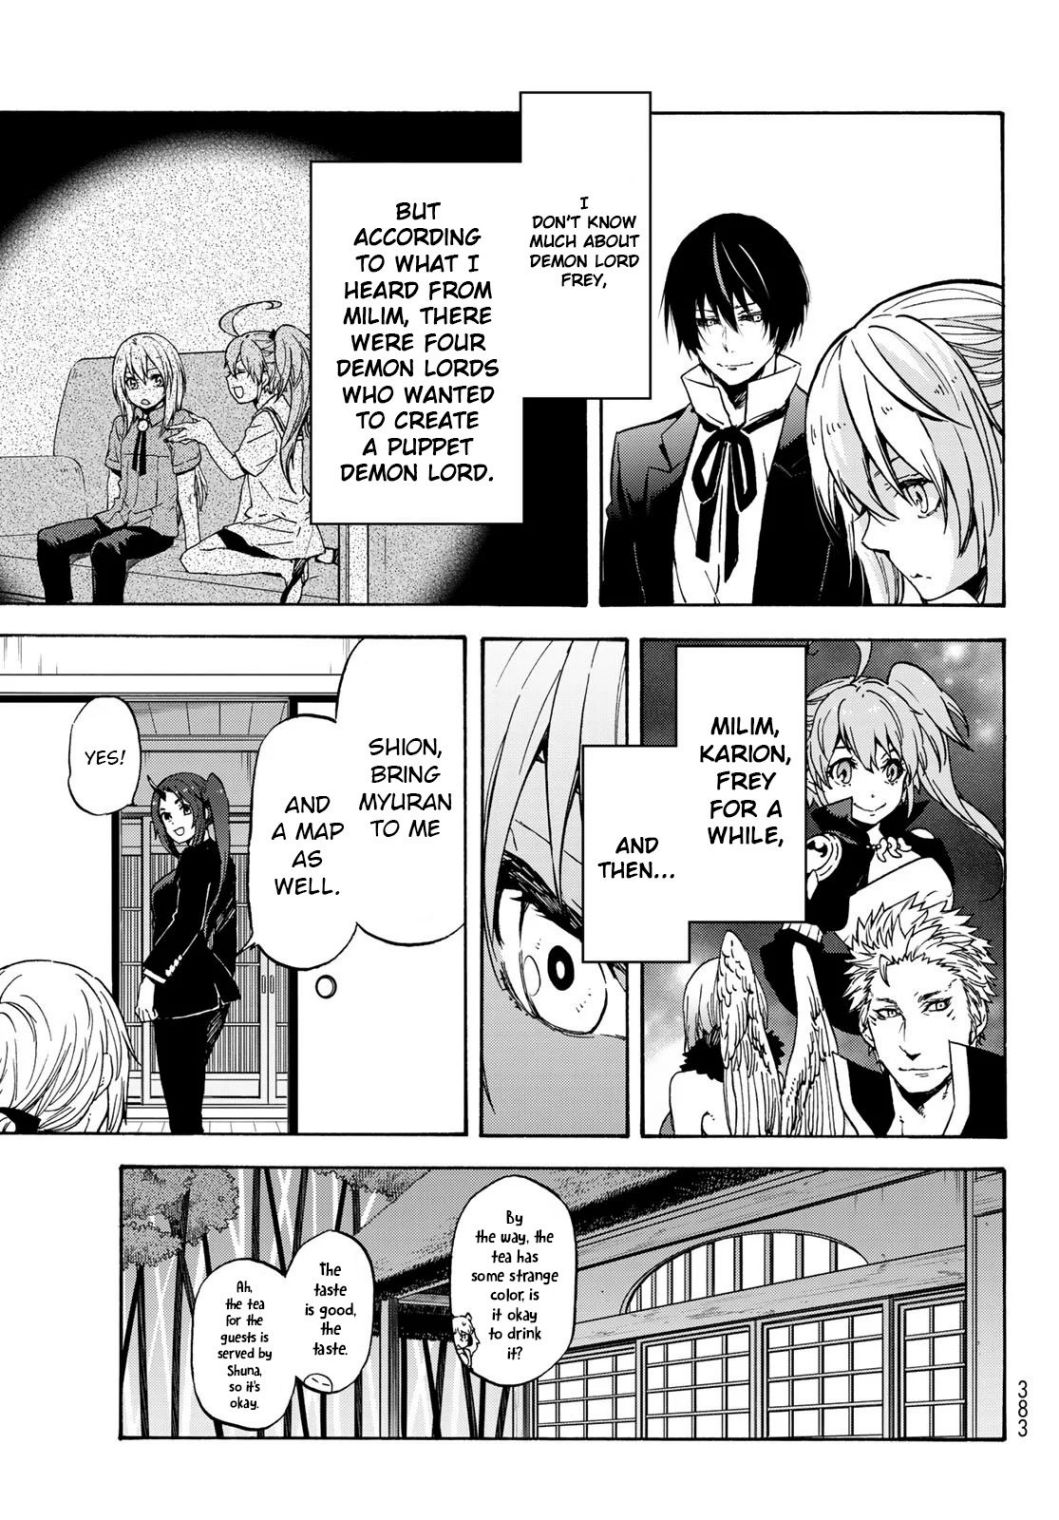 I
DON'T KNOW
MUCH ABOUT
DEMON LORD
FREY,
BUT
ACCORDING
TO WHAT I
HEARD FROM
MILIM, THERE
WERE FOUR
DEMON LORDS
WHO WANTED
TO CREATE
A PUPPET
DEMON LORD.
MILIM,
KARION,
FREY
FOR A
WHILE,
AND
THEN...
SHION,
BRING
MYURAN
TO ME
AND
A MAP
AS
WELL.
YES!
By
the way, the
tea has
some strange
color, is
it okay
to drink
it?
The
taste
is good,
the
taste.
Ah,
the tea
for the
guests is
served by
Shuna,
so it's
okay.
383